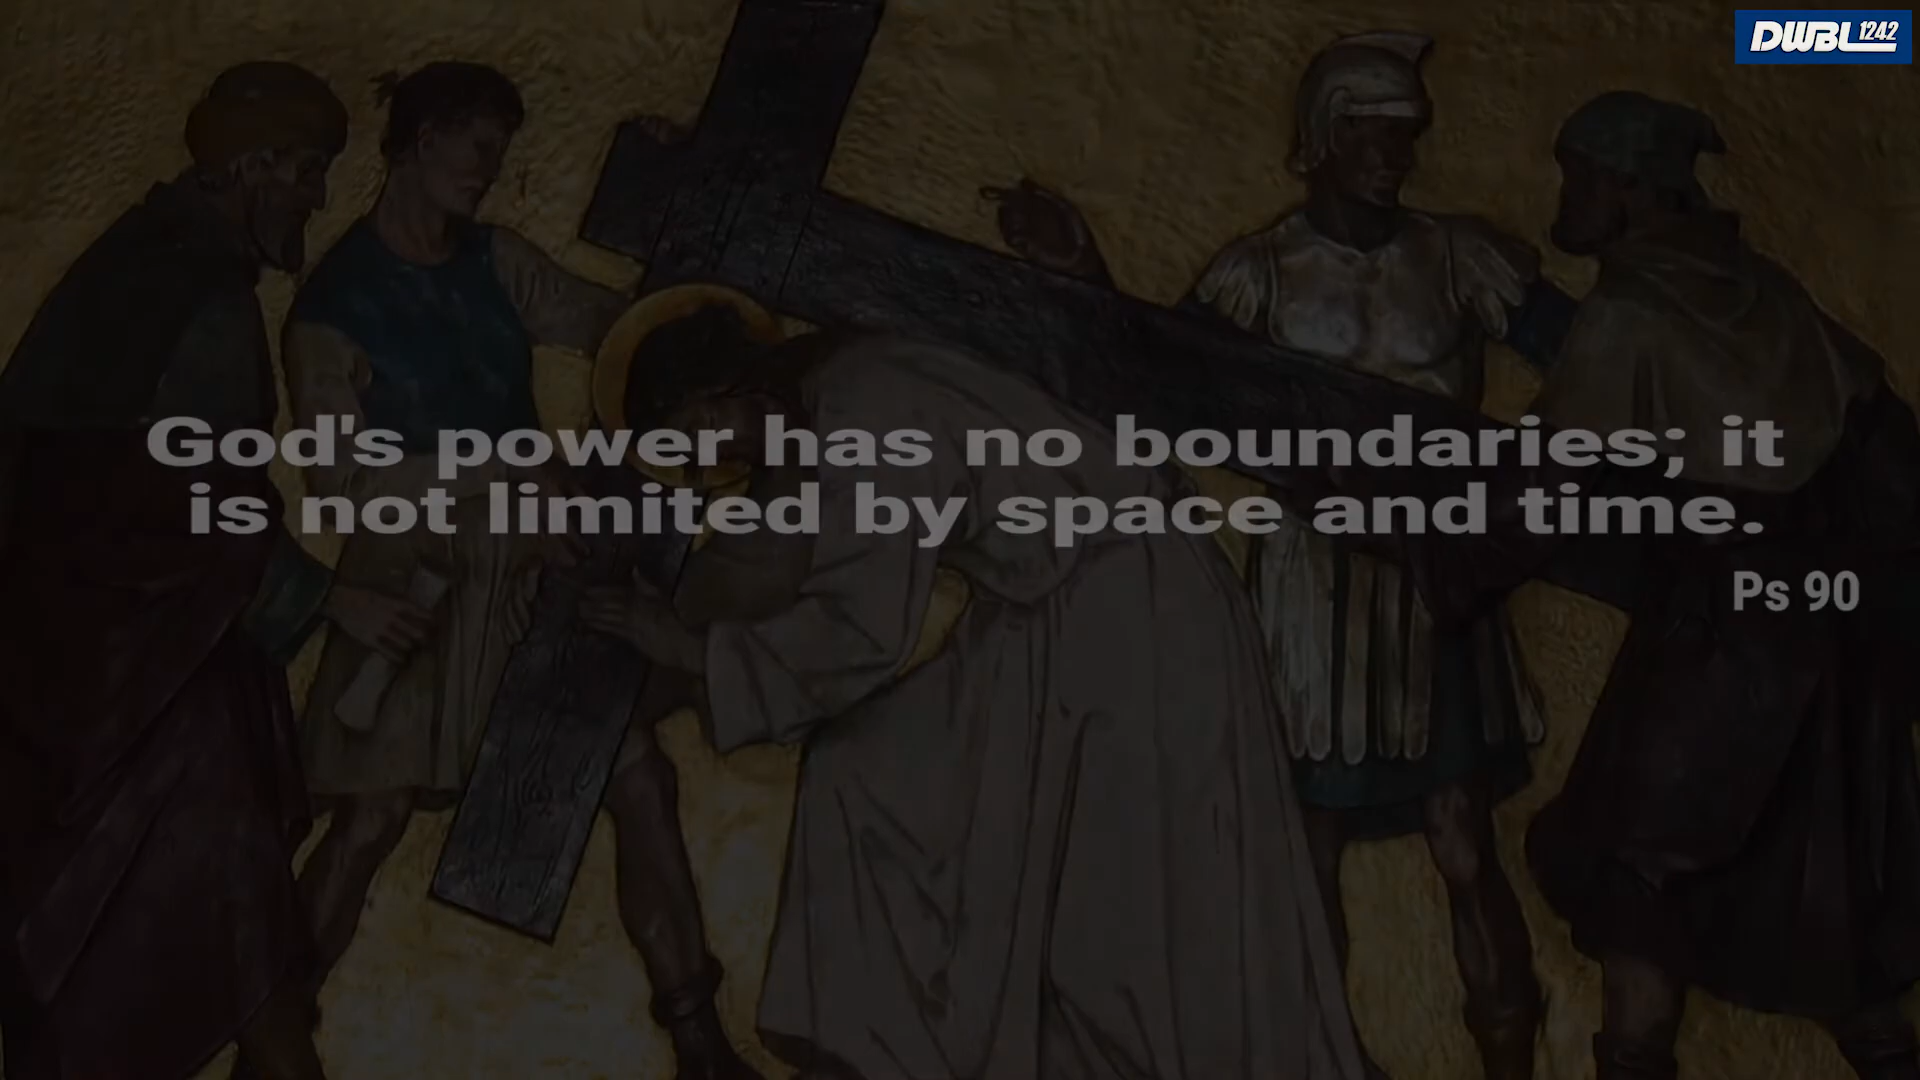 DWBL 1242
God's power has no boundaries; it
is not limited by space and time.
Ps 90